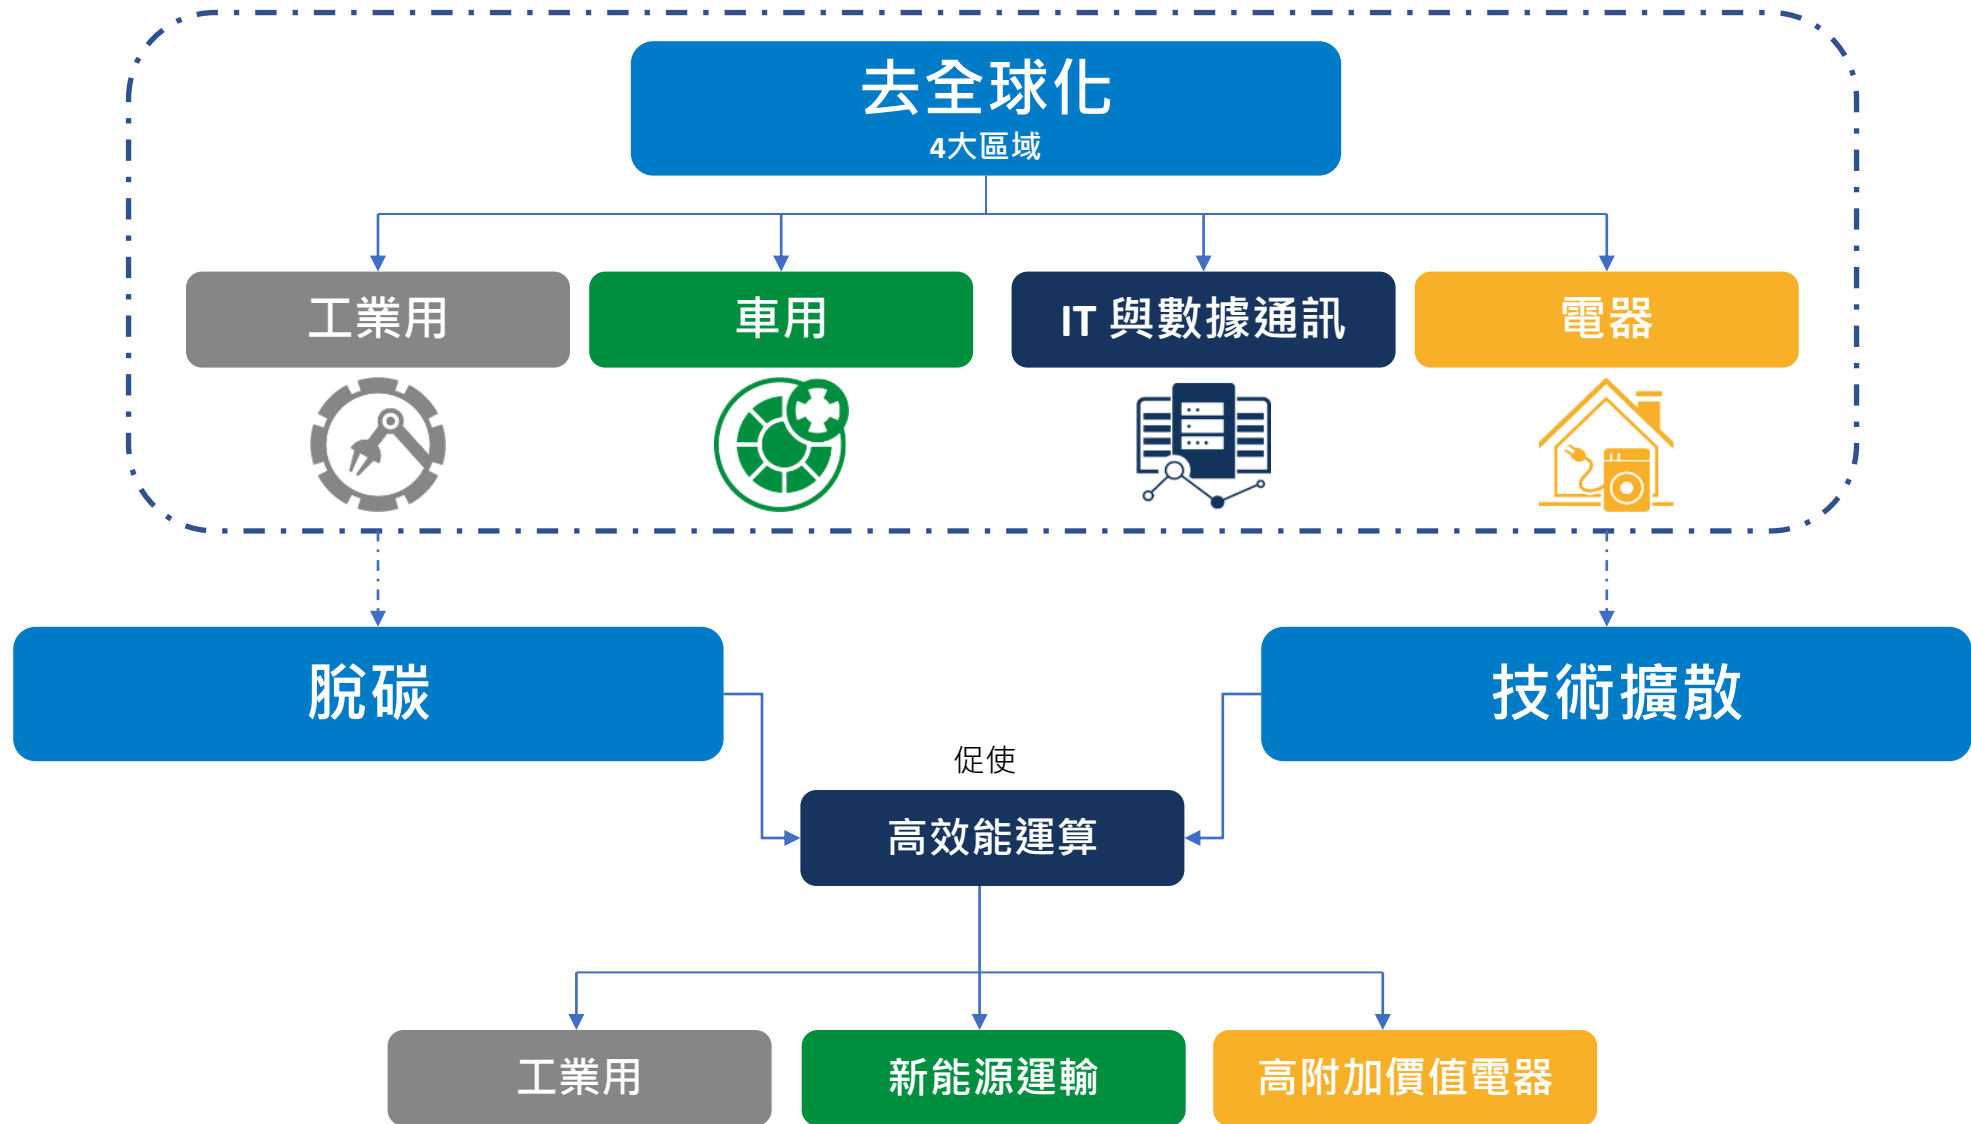 去全球化
4大區域
工業用
車用
IT 與數據通訊
電器
脫碳
技術擴散
促使
高效能運算
工業用
新能源運輸
高附加價值電器